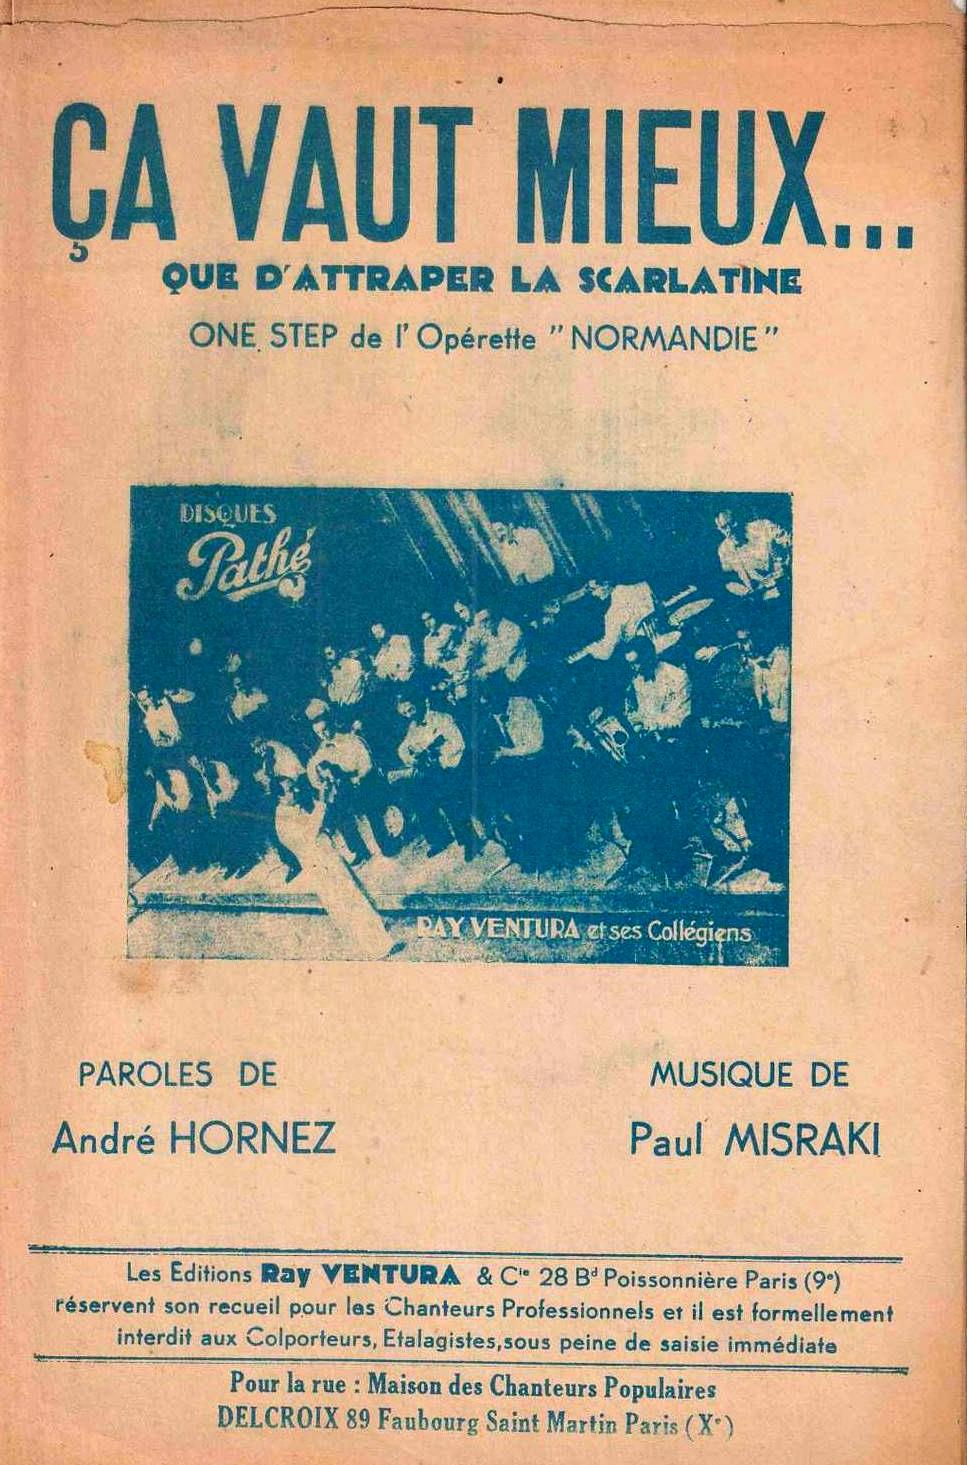 ÇA VAUT MIEUX...
QUE D'ATTRAPER LA SCARLATINE
ONE STEP de l'Opérette "NORMANDIE"
DISQUES
Pathé
RAY VENTURA et ses Collégiens
PAROLES DE
André HORNEZ
MUSIQUE DE
Paul MISRAKI
Les Editions Ray VENTURA & Cie 28 Bd Poissonnière Paris (9e)
réservent son recueil pour les Chanteurs Professionnels et il est formellement
interdit aux Colporteurs, Etalagistes, sous peine de saisie immédiate
Pour la rue : Maison des Chanteurs Populaires
DELCROIX 89 Faubourg Saint Martin Paris (Xe)